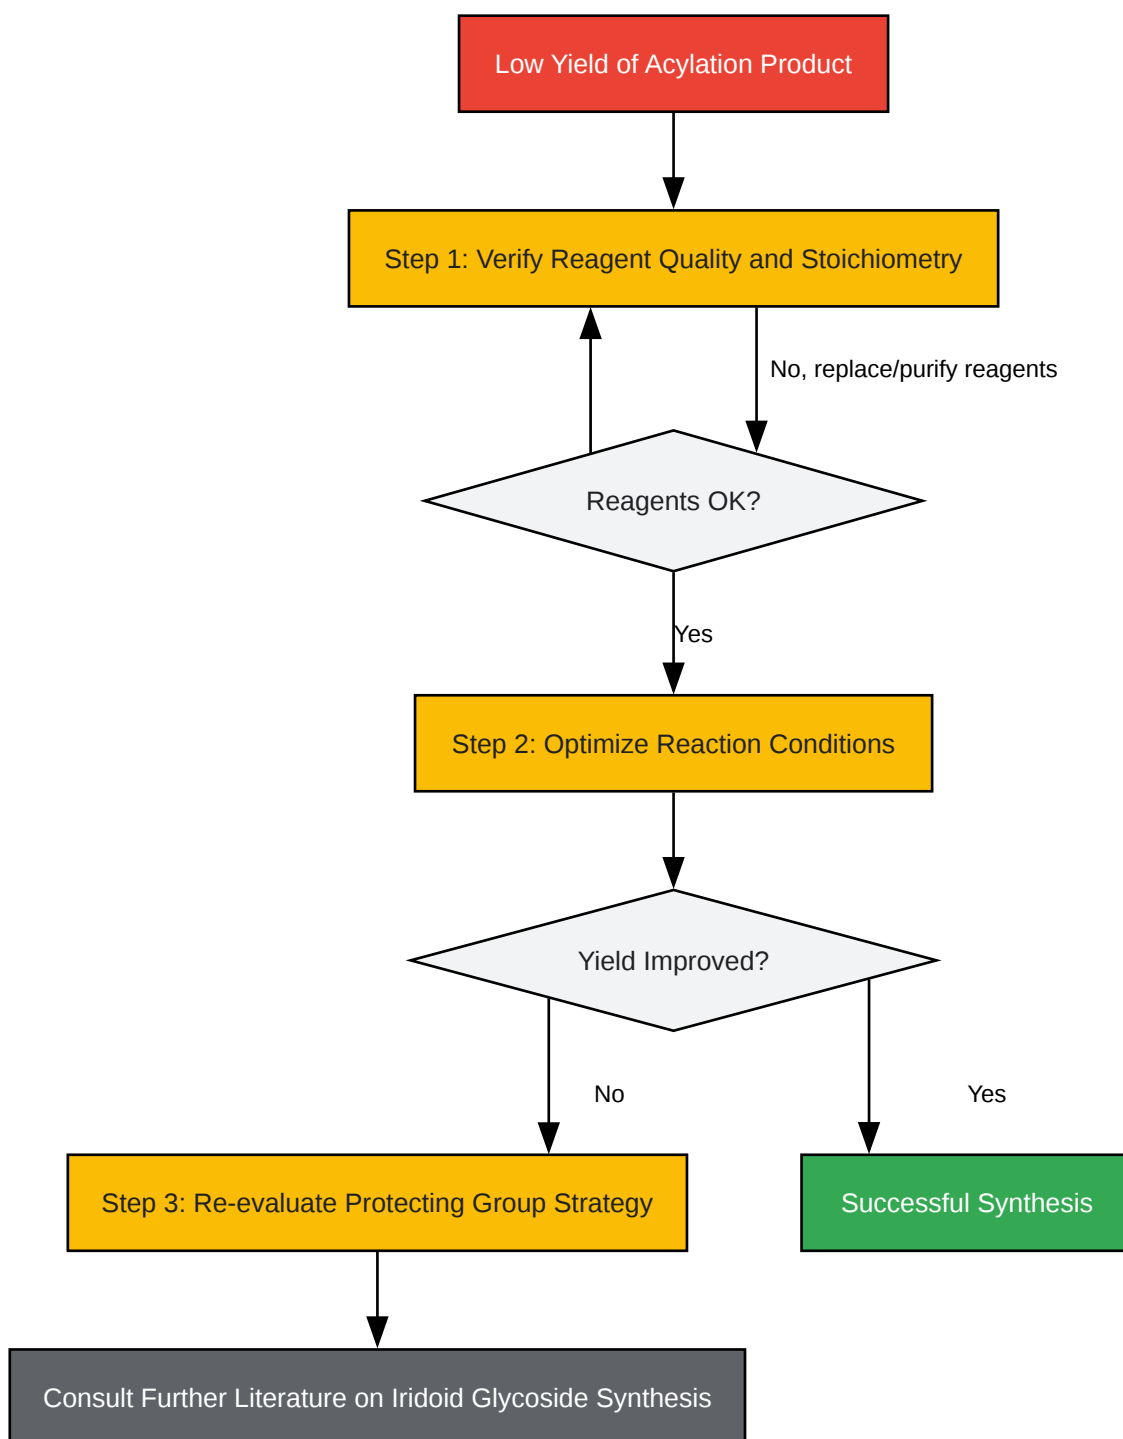 Low Yield of Acylation Product
Step 1: Verify Reagent Quality and Stoichiometry
No, replace/purify reagents
Reagents OK?
Yes
Step 2: Optimize Reaction Conditions
Yield Improved?
No
Yes
Step 3: Re-evaluate Protecting Group Strategy
Successful Synthesis
Consult Further Literature on Iridoid Glycoside Synthesis